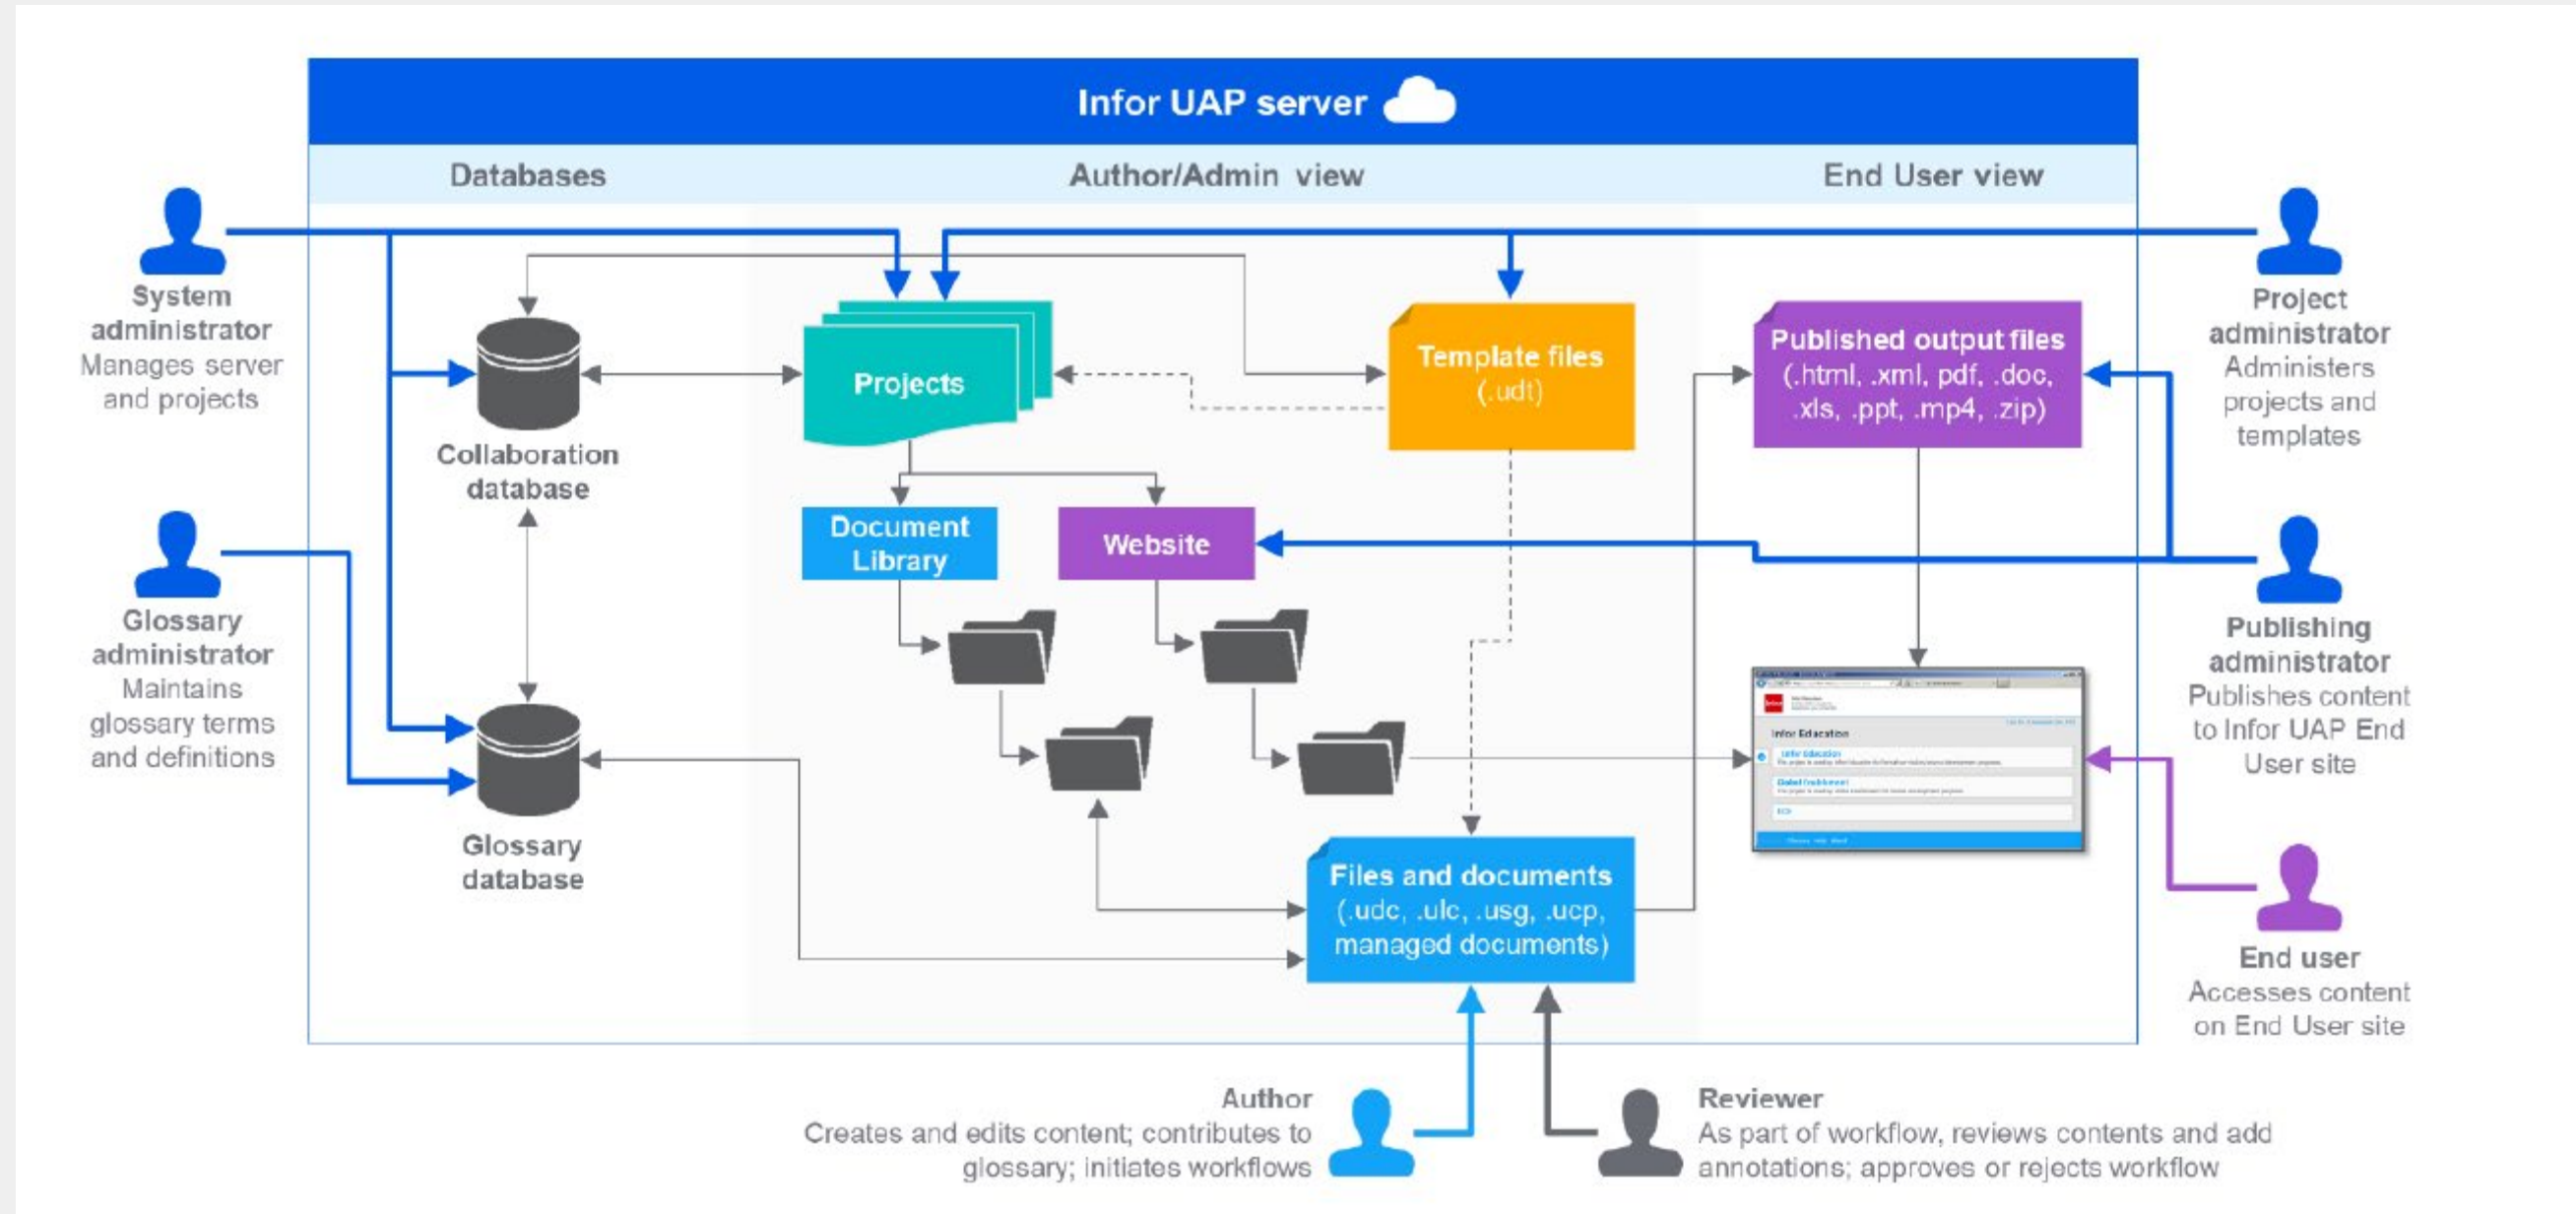 Infor UAP server
Databases
Author/Admin view
End User view
System
administrator
Manages server
and projects
Glossary
administrator
Maintains
glossary terms
and definitions
Collaboration
database
Glossary
database
Projects
Document
Library
Website
Template files
(.udt)
Files and documents
(.udc, .ulc, .usg, .ucp,
managed documents)
Published output files
(.html, .xml, pdf, .doc,
.xls, .ppt, .mp4, .zip)
Infor Education
Infor Education
Global Enablement
Project
administrator
Administers
projects and
templates
Publishing
administrator
Publishes content
to Infor UAP End
User site
End user
Accesses content
on End User site
Author
Creates and edits content; contributes to
glossary; initiates workflows
Reviewer
As part of workflow, reviews contents and add
annotations; approves or rejects workflow